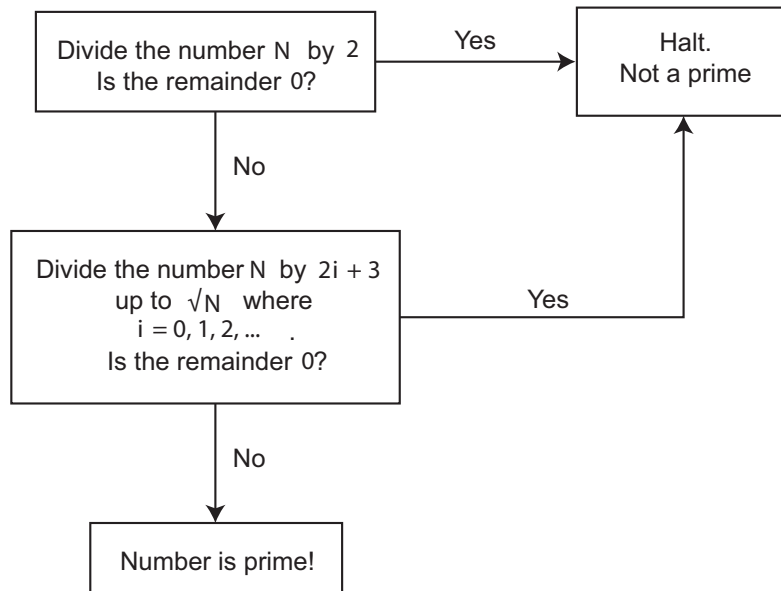 Divide the number N by 2
Is the remainder 0?
Yes
Halt.
Not a prime
No
Divide the number N by 2i + 3
up to √N where
i = 0, 1, 2, ... .
Is the remainder 0?
Yes
No
Number is prime!